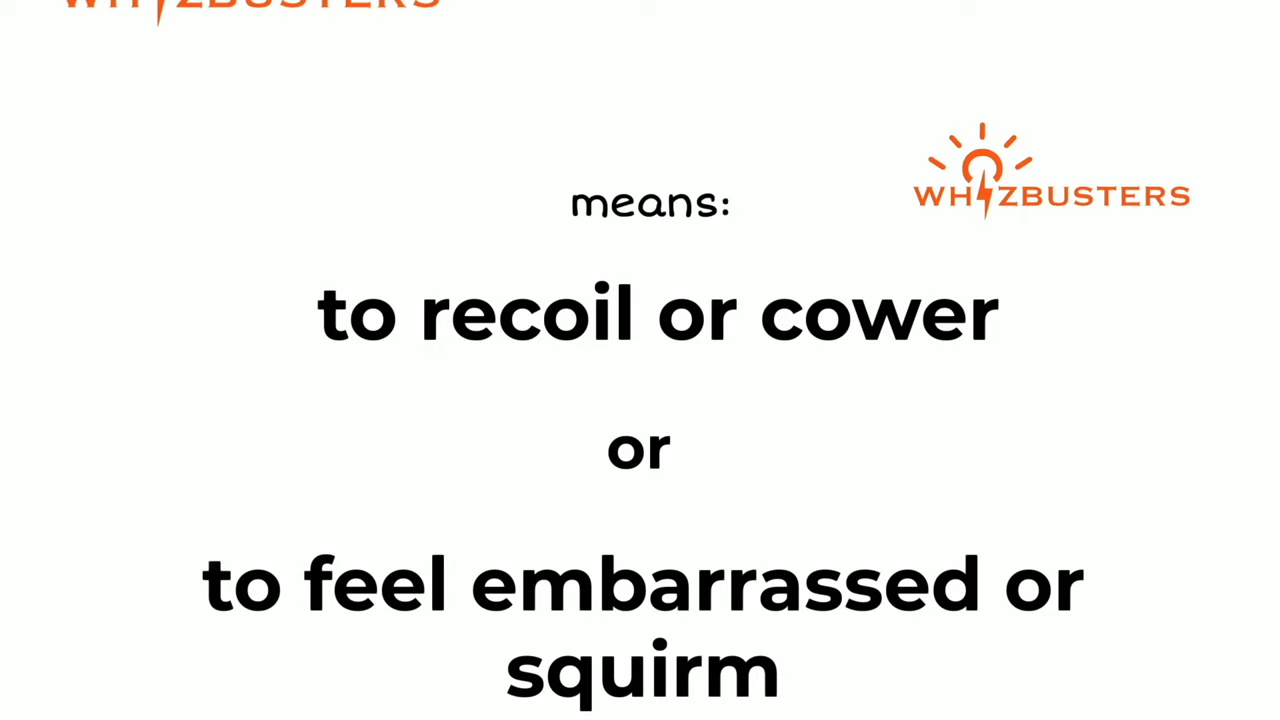 WHIZBUSTERS
means:
WHIZBUSTERS
to recoil or cower
or
to feel embarrassed or
squirm